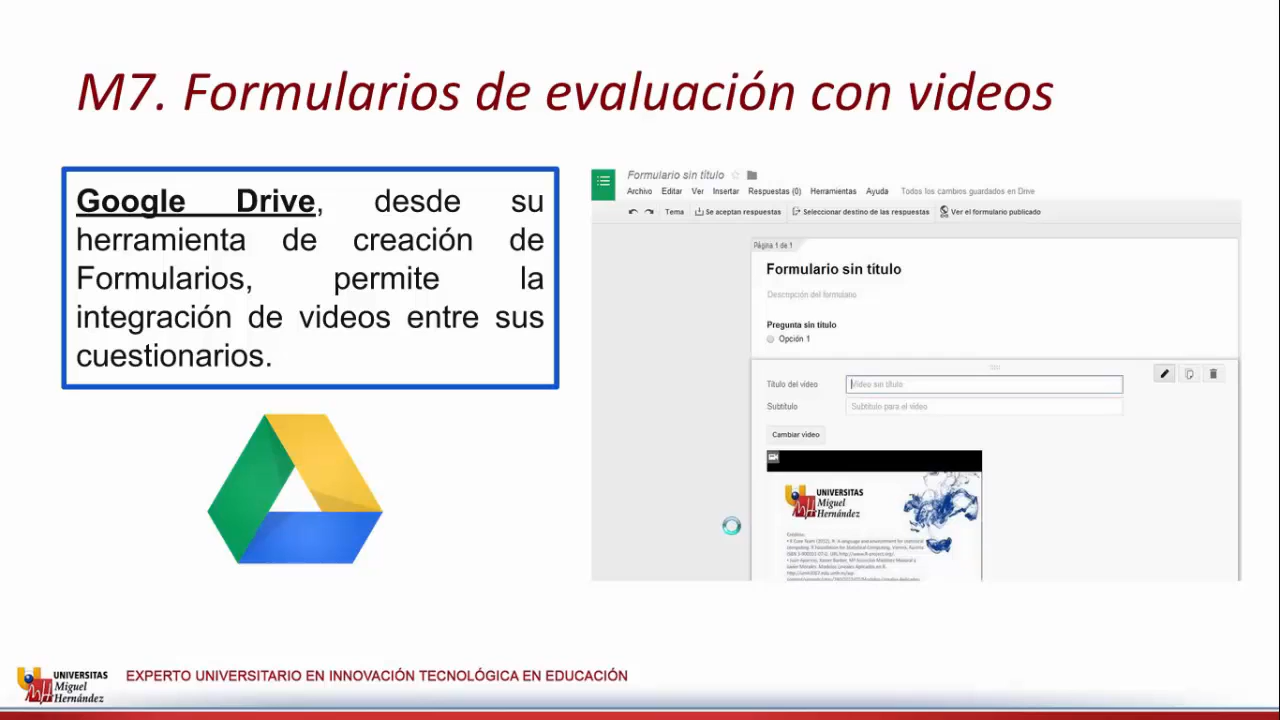 M7. Formularios de evaluación con videos
Google Drive, desde su
herramienta de creación de
Formularios, permite la
integración de videos entre sus
cuestionarios.
Formulario sin título
Archivo Editar Ver Insertar Respuestas (0) Herramientas Ayuda Todos los cambios guardados en Drive
Tema Se aceptan respuestas Seleccionar destino de las respuestas Ver el formulario publicado
Página 1 de 1
Formulario sin título
Descripción del formulario
Pregunta sin título
Opción 1
Título del vídeo Vídeo sin título
Subtítulo Subtítulo para el vídeo
Cambiar vídeo
UNIVERSITAS
Miguel
Hernández
UNIVERSITAS
Miguel
Hernández
EXPERTO UNIVERSITARIO EN INNOVACIÓN TECNOLÓGICA EN EDUCACIÓN